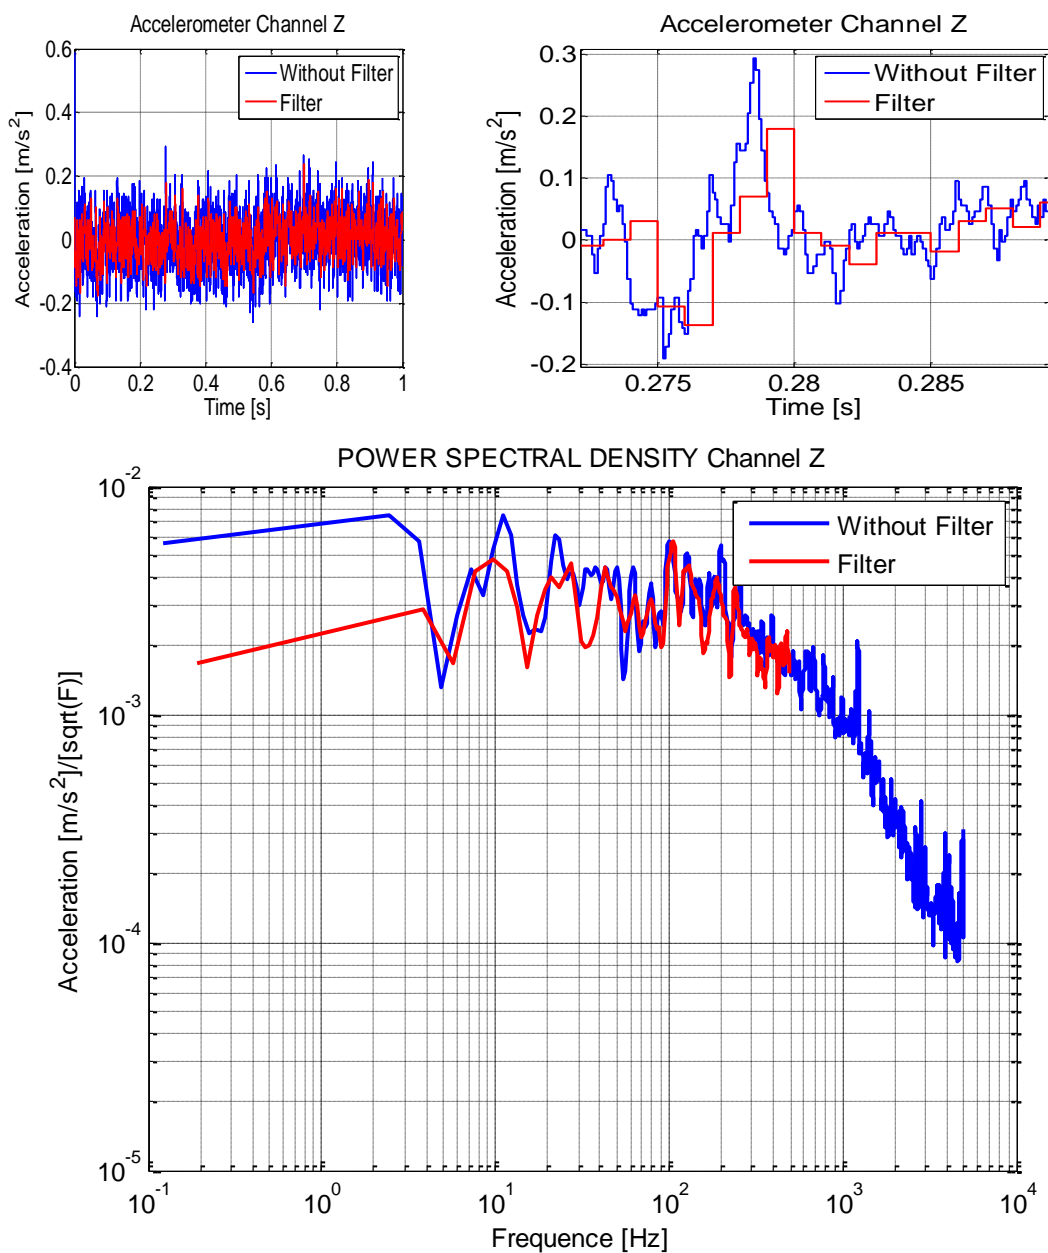 Accelerometer Channel Z
0.6
0.4
0.2
0
-0.2
-0.4
Acceleration [m/s²]
Without Filter
Filter
0 0.2 0.4 0.6 0.8 1
Time [s]
Accelerometer Channel Z
0.3
0.2
0.1
0
-0.1
-0.2
Acceleration [m/s²]
Without Filter
Filter
0.275 0.28 0.285
Time [s]
POWER SPECTRAL DENSITY Channel Z
10⁻²
10⁻³
10⁻⁴
10⁻⁵
Acceleration [m/s²]/[sqrt(F)]
Without Filter
Filter
10⁻¹ 10⁰ 10¹ 10² 10³ 10⁴
Frequence [Hz]